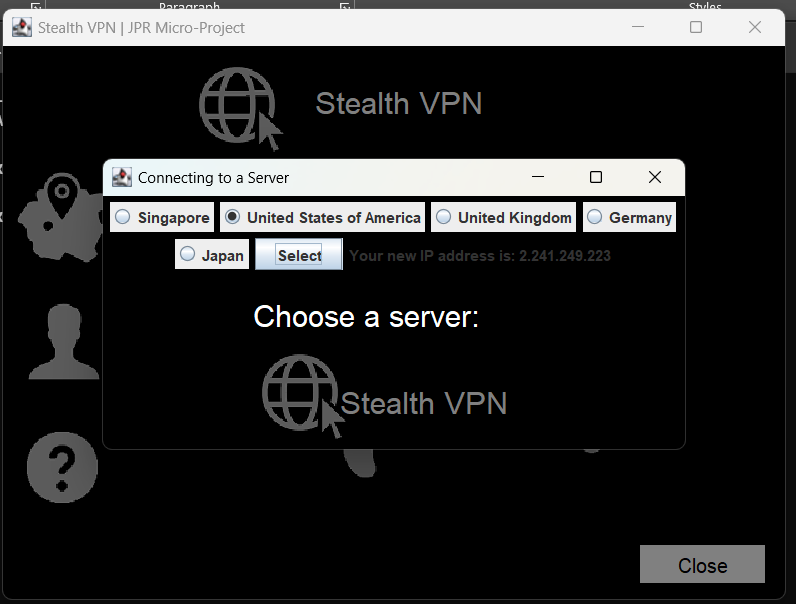 Paragraph Styles
Stealth VPN | JPR Micro-Project
Stealth VPN
Connecting to a Server
Singapore United States of America United Kingdom Germany
Japan Select Your new IP address is: 2.241.249.223
Choose a server:
Stealth VPN
?
Close